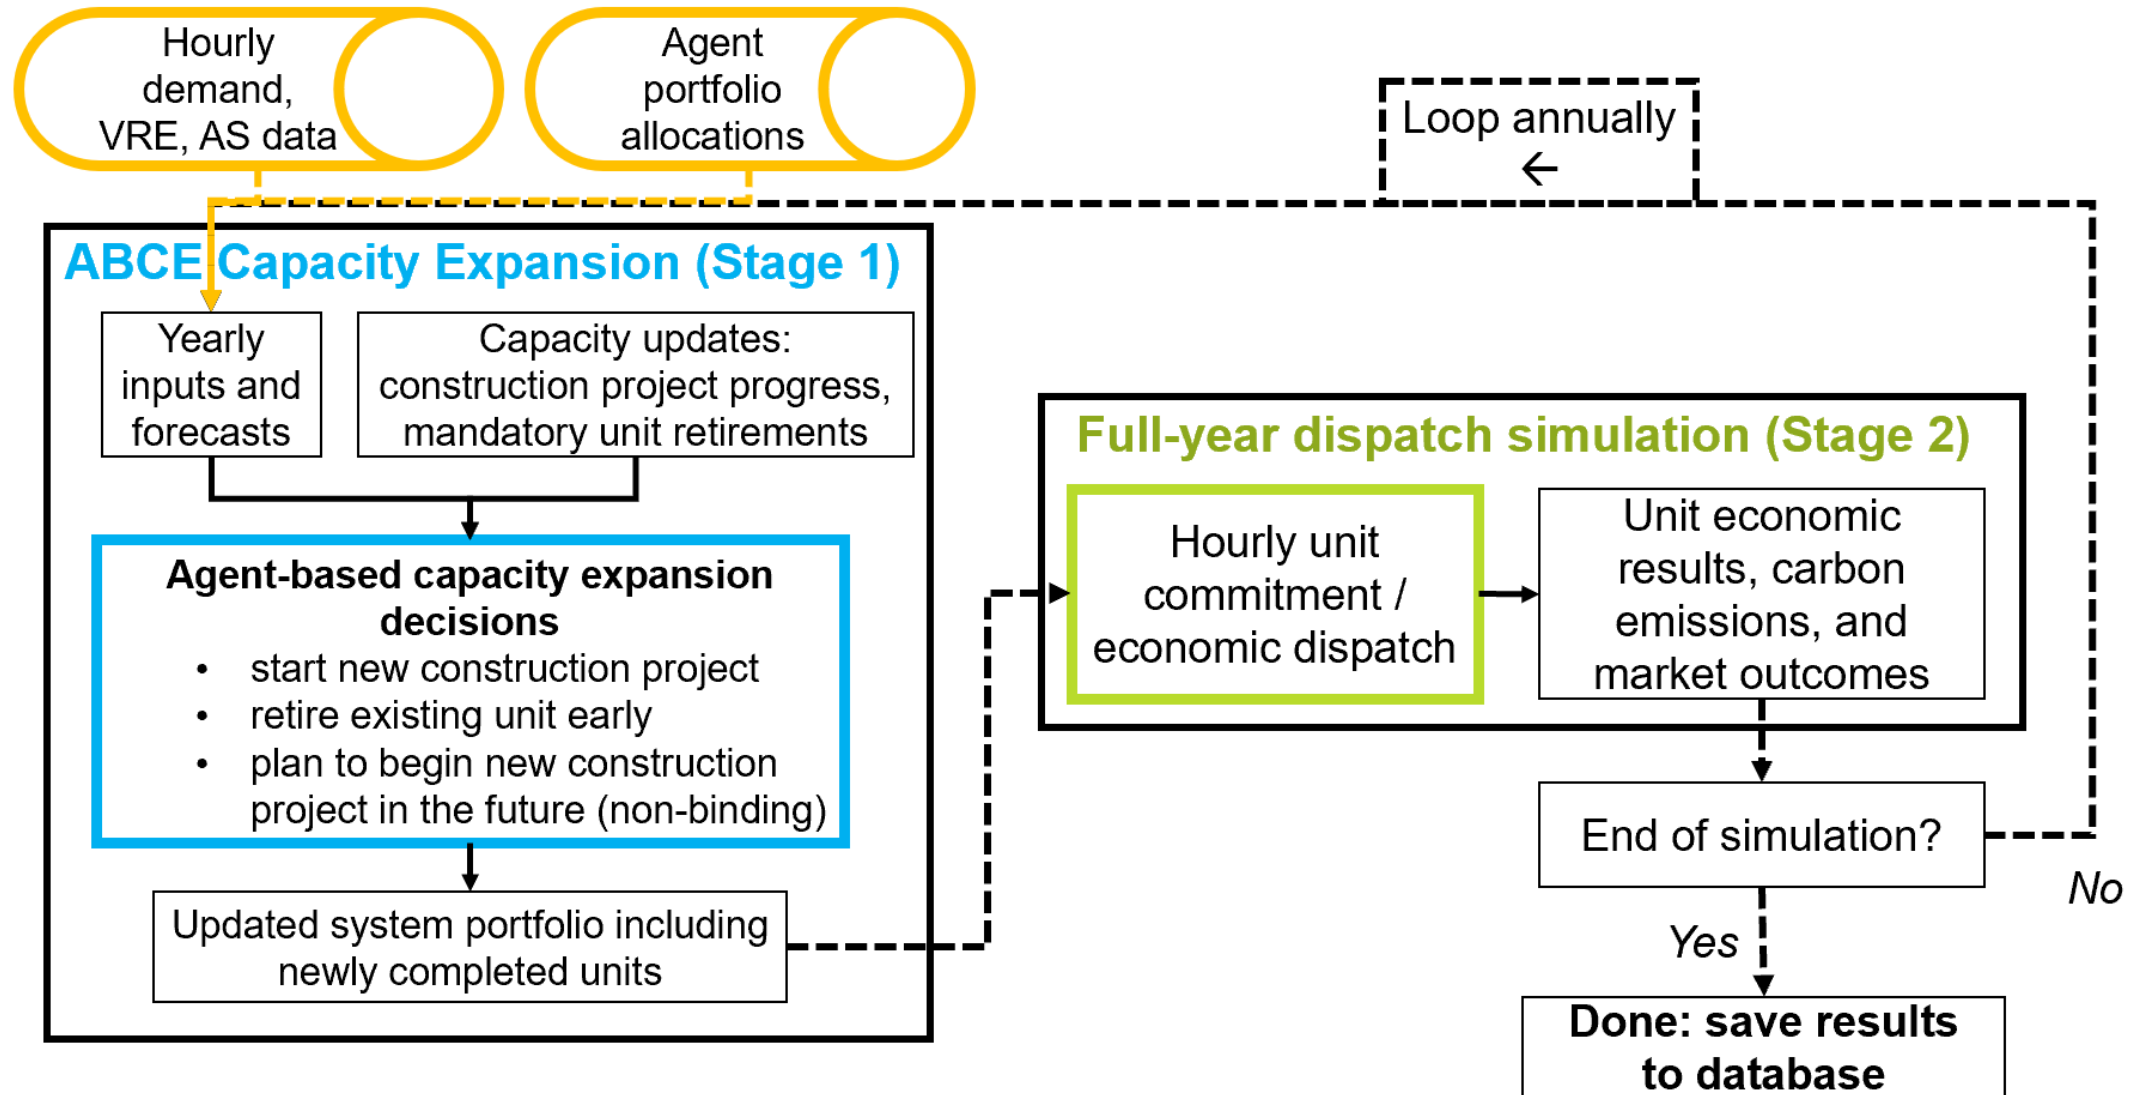 Hourly
demand,
VRE, AS data
Agent
portfolio
allocations
Loop annually
←
ABCE Capacity Expansion (Stage 1)
Yearly
inputs and
forecasts
Capacity updates:
construction project progress,
mandatory unit retirements
Agent-based capacity expansion
decisions
• start new construction project
• retire existing unit early
• plan to begin new construction
project in the future (non-binding)
Updated system portfolio including
newly completed units
Full-year dispatch simulation (Stage 2)
Hourly unit
commitment /
economic dispatch
Unit economic
results, carbon
emissions, and
market outcomes
End of simulation?
No
Yes
Done: save results
to database